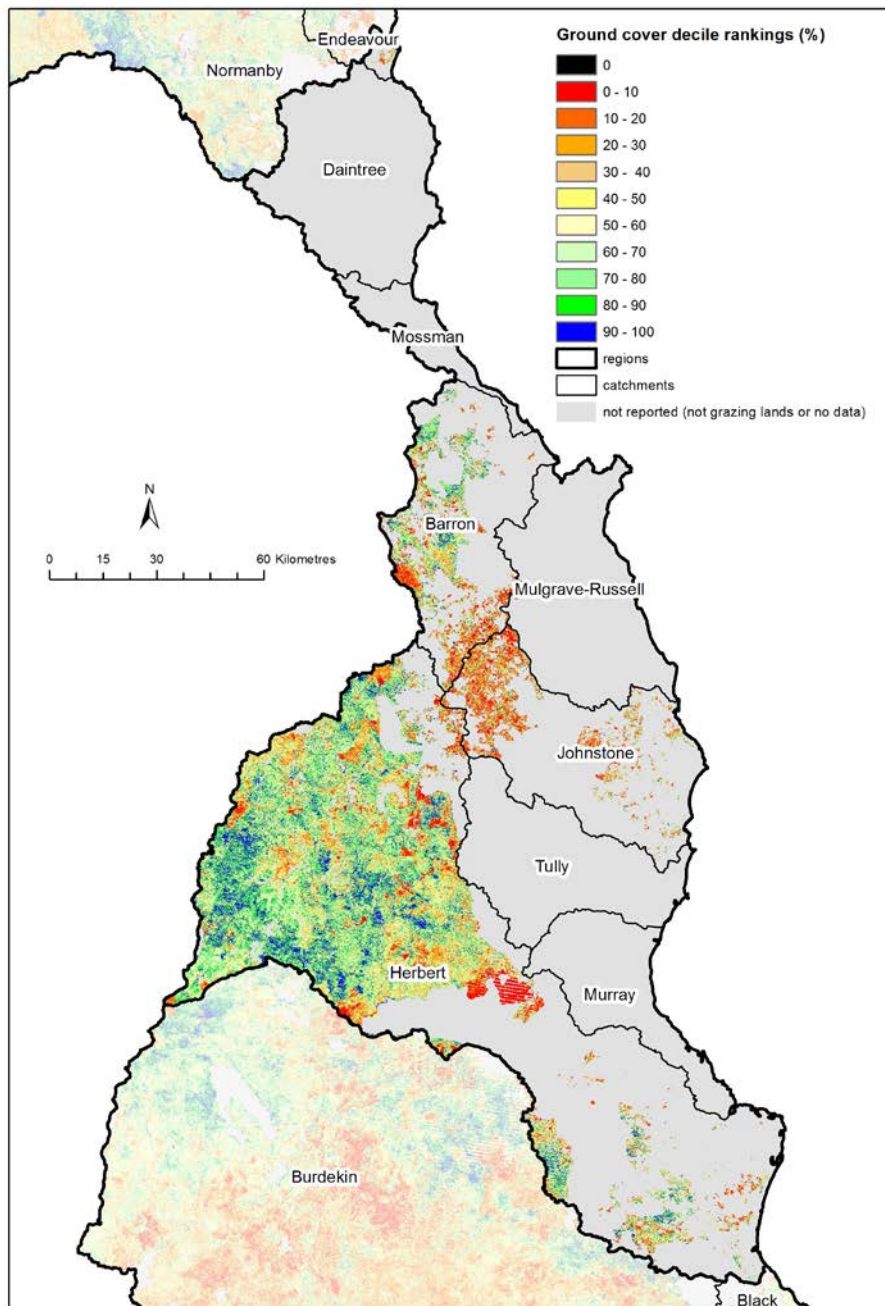 Endeavour
Normanby
Daintree
Mossman
Barron
Mulgrave-Russell
Johnstone
Tully
Herbert
Murray
Burdekin
Black
Ground cover decile rankings (%)
0
0 - 10
10 - 20
20 - 30
30 - 40
40 - 50
50 - 60
60 - 70
70 - 80
80 - 90
90 - 100
regions
catchments
not reported (not grazing lands or no data)
N
0 15 30 60 Kilometres